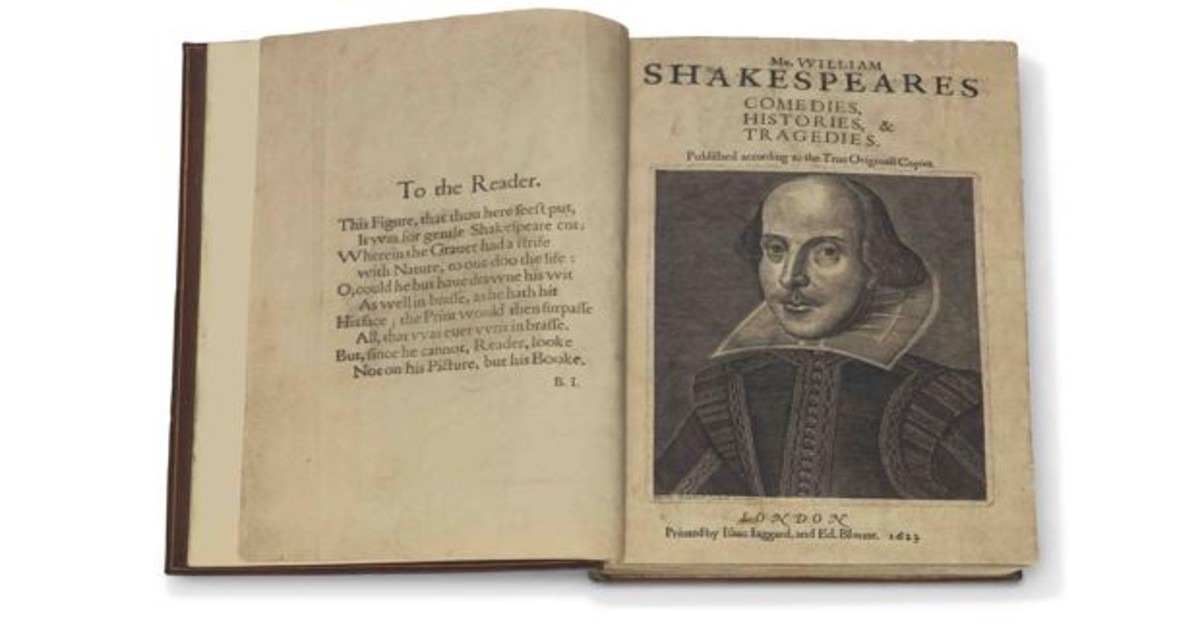 To the Reader.
This Figure, that thou here seeſt put,
It was for gentle Shakeſpeare cut;
Wherein the Grauer had a ſtrife
with Nature, to out-doo the life :
O, could he but haue drawne his wit
As well in braſſe, as he hath hit
His face ; the Print would then ſurpaſſe
All, that vvas euer vvrit in braſſe.
But, ſince he cannot, Reader, looke
Not on his Picture, but his Booke.
B. I.
Mr. VVILLIAM
SHAKESPEARES
COMEDIES,
HISTORIES, &
TRAGEDIES.
Publiſhed according to the True Originall Copies.
LONDON
Printed by Iſaac Iaggard, and Ed. Blount. 1623